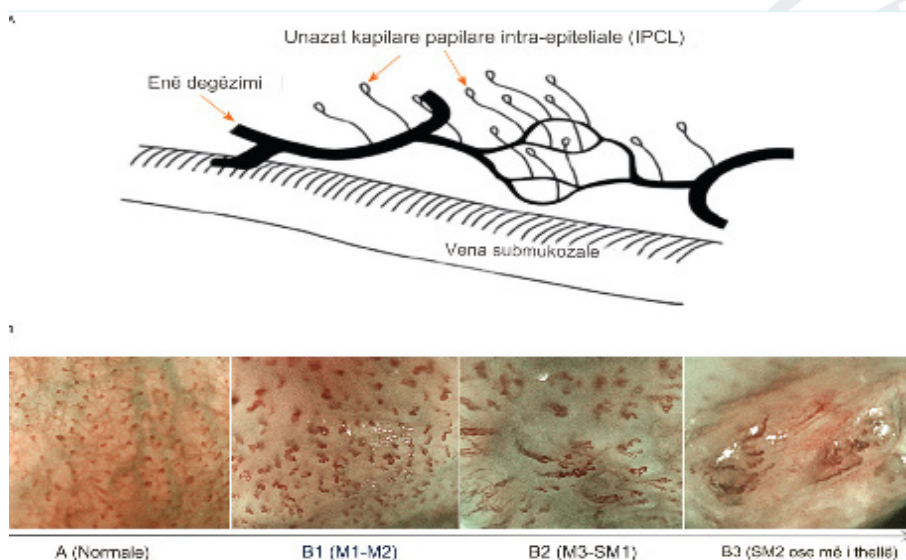 Unazat kapilare papilare intra-epiteliale (IPCL)
Enë degëzimi
Vena submukozale
A (Normale)
B1 (M1-M2)
B2 (M3-SM1)
B3 (SM2 ose më i thellë)